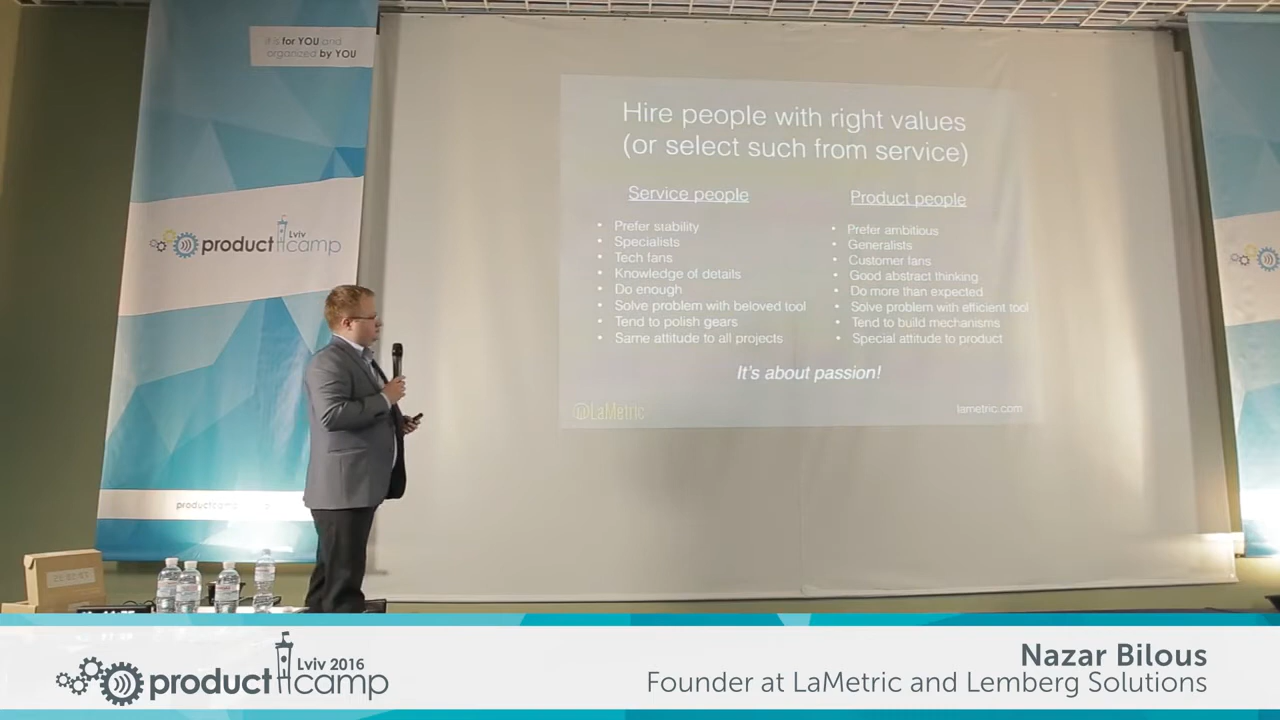 it is for YOU and
organized by YOU
product camp
Lviv
Hire people with right values
(or select such from service)
Service people
• Prefer stability
• Specialists
• Tech fans
• Knowledge of details
• Do enough
• Solve problem with beloved tool
• Tend to polish gears
• Same attitude to all projects
Product people
• Prefer ambitious
• Generalists
• Customer fans
• Good abstract thinking
• Do more than expected
• Solve problem with efficient tool
• Tend to build mechanisms
• Special attitude to product
It's about passion!
@LaMetric
lametric.com
product camp
Lviv 2016
Nazar Bilous
Founder at LaMetric and Lemberg Solutions